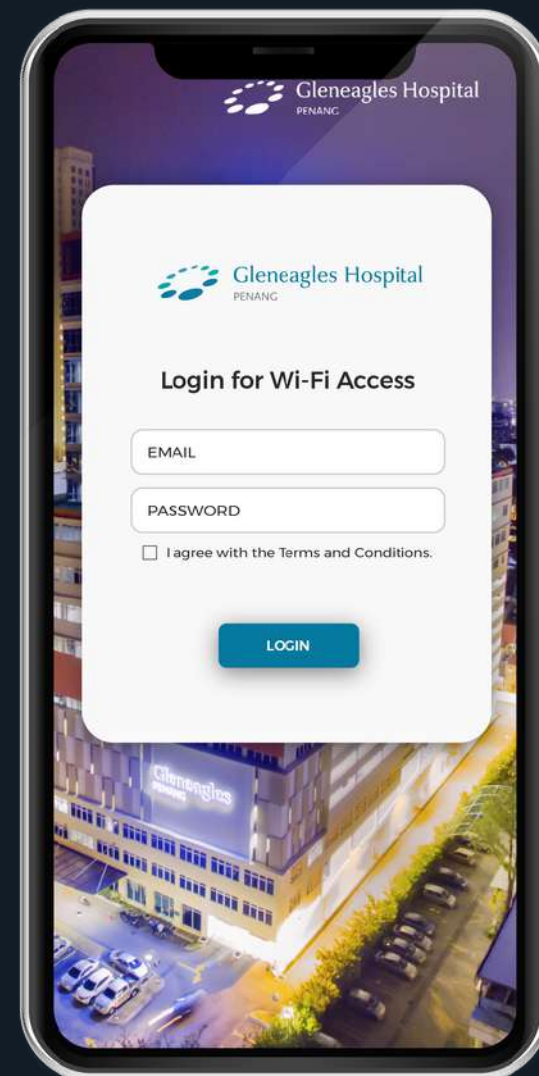 Gleneagles Hospital
PENANG
Gleneagles Hospital
PENANG
Login for Wi-Fi Access
EMAIL
PASSWORD
I agree with the Terms and Conditions.
LOGIN
Gleneagles
PENANG